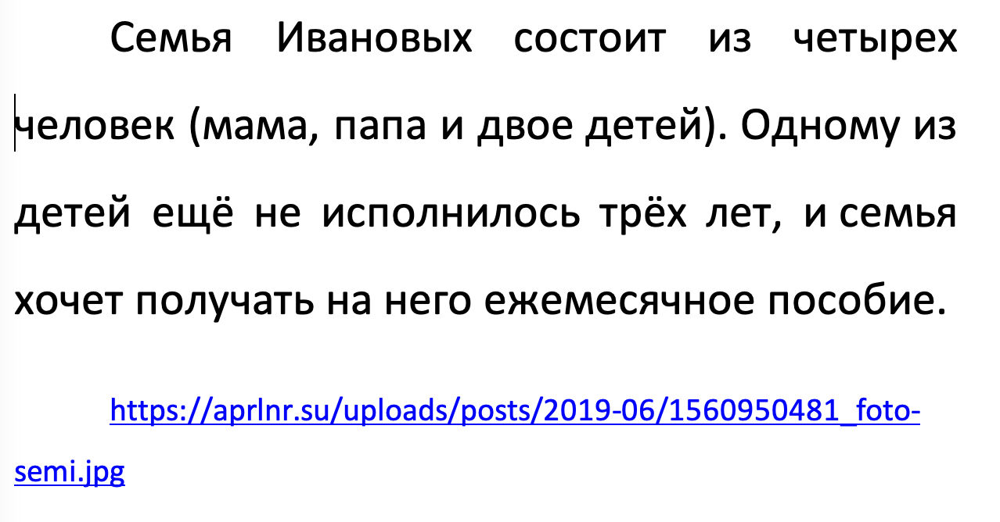 Семья Ивановых состоит из четырех
человек (мама, папа и двое детей). Одному из
детей ещё не исполнилось трёх лет, и семья
хочет получать на него ежемесячное пособие.
https://aprlnr.su/uploads/posts/2019-06/1560950481_foto-
semi.jpg